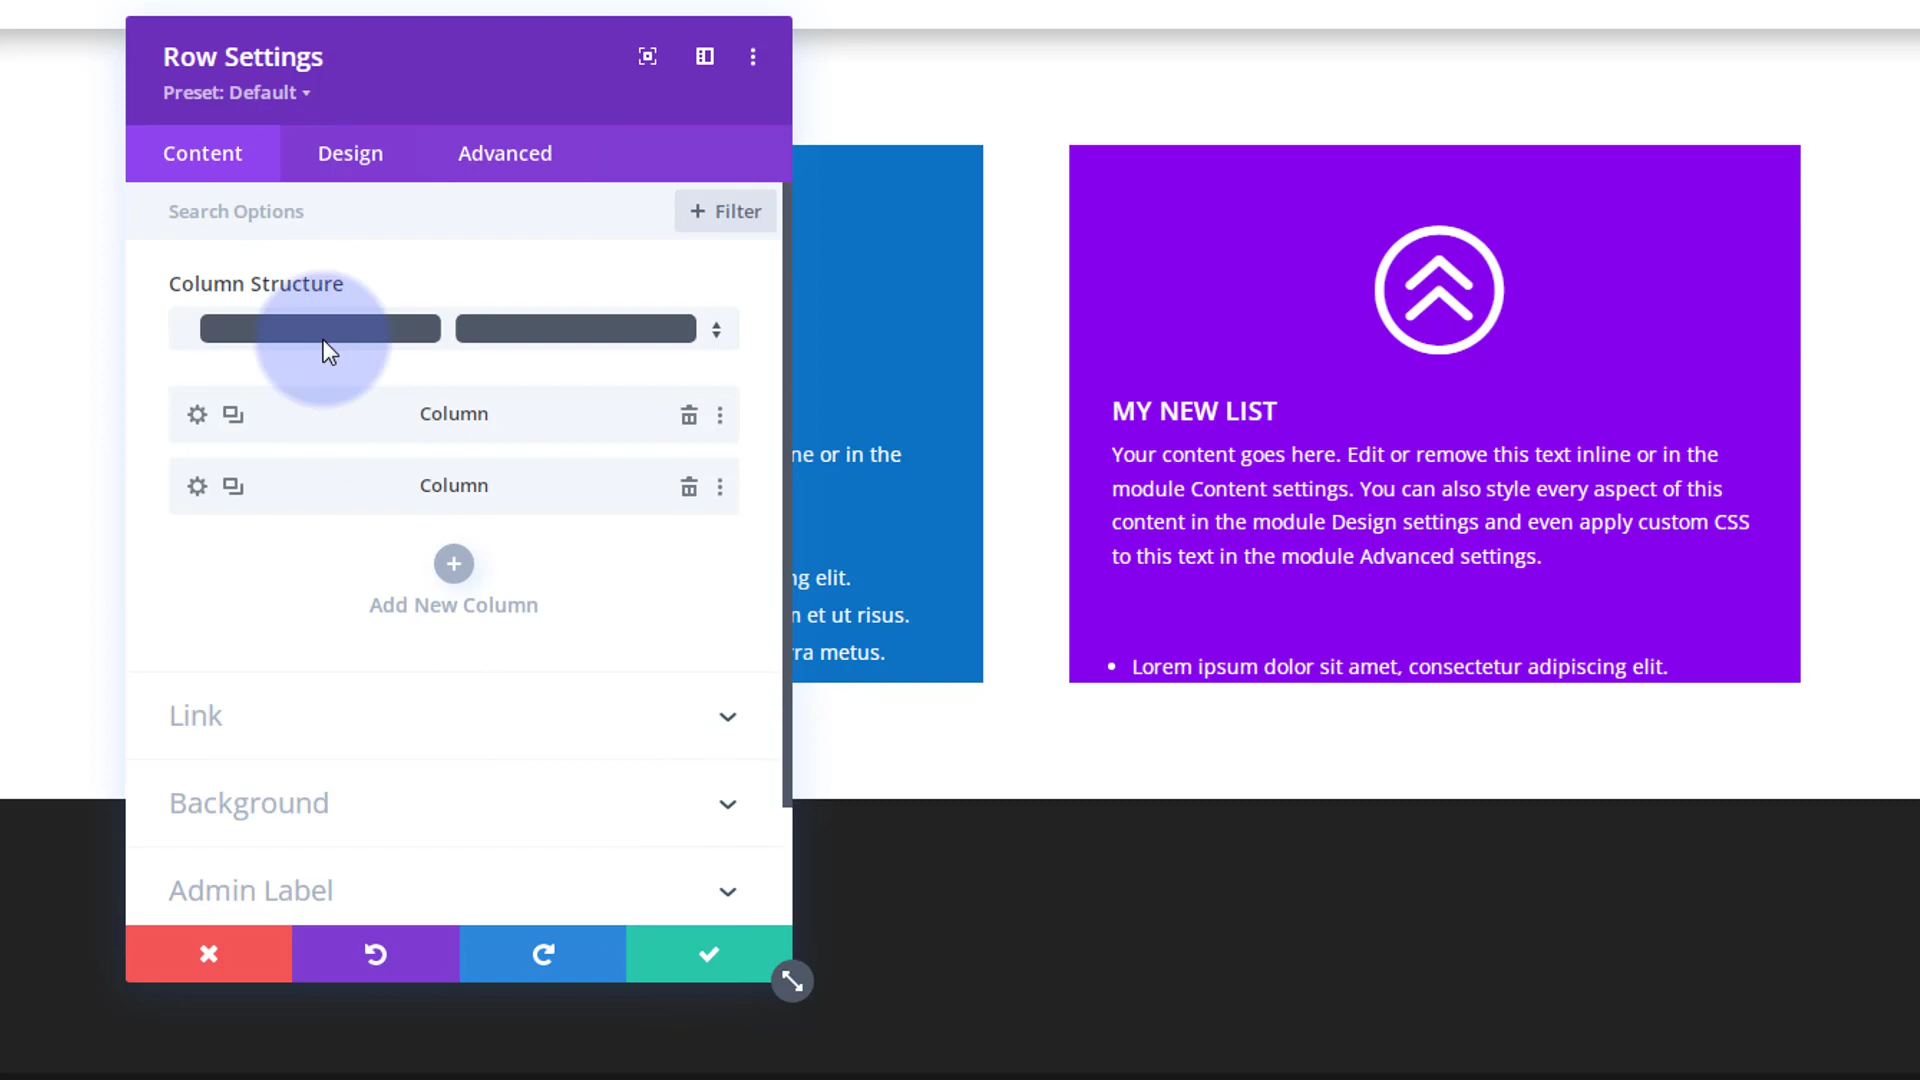 Row Settings
Preset: Default
Content
Design
Advanced
Search Options
+ Filter
Column Structure
Column
Column
Add New Column
Link
Background
Admin Label
ne or in the
ng elit.
n et ut risus.
rra metus.
MY NEW LIST
Your content goes here. Edit or remove this text inline or in the
module Content settings. You can also style every aspect of this
content in the module Design settings and even apply custom CSS
to this text in the module Advanced settings.
• Lorem ipsum dolor sit amet, consectetur adipiscing elit.